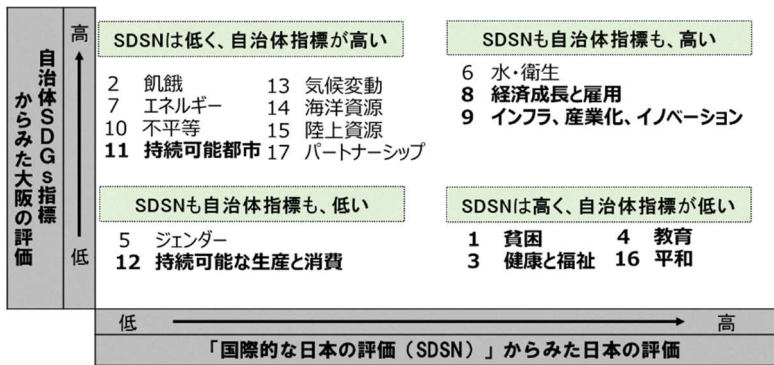 自治体SDGs指標
からみた大阪の評価
高
低
SDSNは低く、自治体指標が高い
2 飢餓
7 エネルギー
10 不平等
11 持続可能都市
13 気候変動
14 海洋資源
15 陸上資源
17 パートナーシップ
SDSNも自治体指標も、高い
6 水・衛生
8 経済成長と雇用
9 インフラ、産業化、イノベーション
SDSNも自治体指標も、低い
5 ジェンダー
12 持続可能な生産と消費
SDSNは高く、自治体指標が低い
1 貧困
3 健康と福祉
4 教育
16 平和
低
高
「国際的な日本の評価（SDSN）」からみた日本の評価